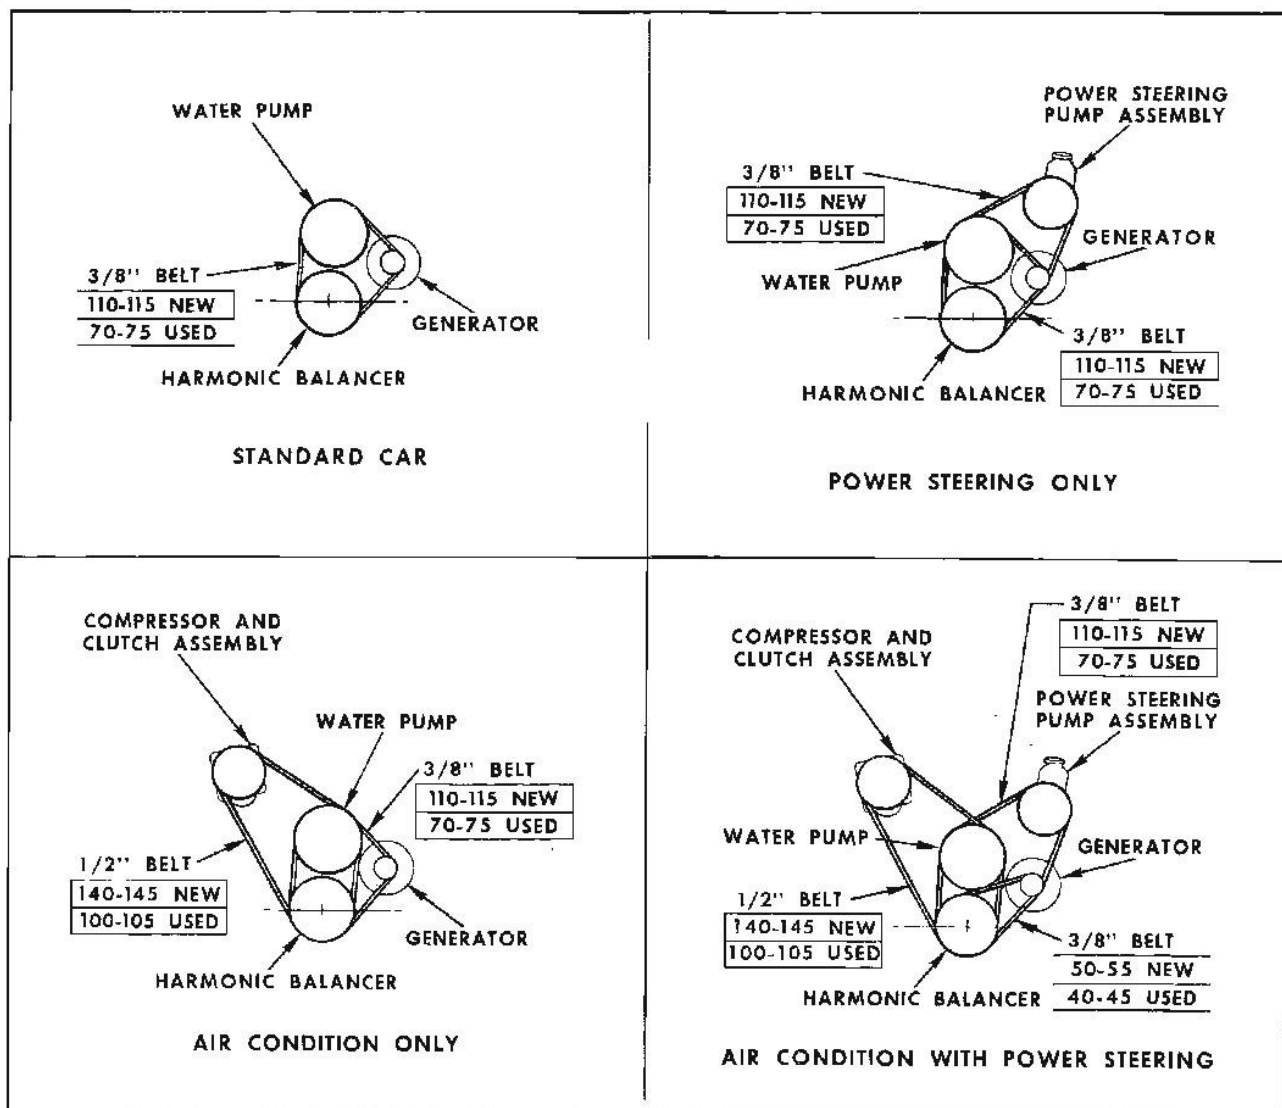 WATER PUMP
3/8" BELT
110-115 NEW
70-75 USED
GENERATOR
HARMONIC BALANCER
STANDARD CAR
POWER STEERING
PUMP ASSEMBLY
3/8" BELT
110-115 NEW
70-75 USED
GENERATOR
WATER PUMP
3/8" BELT
110-115 NEW
70-75 USED
HARMONIC BALANCER
POWER STEERING ONLY
COMPRESSOR AND
CLUTCH ASSEMBLY
WATER PUMP
3/8" BELT
110-115 NEW
70-75 USED
1/2" BELT
140-145 NEW
100-105 USED
GENERATOR
HARMONIC BALANCER
AIR CONDITION ONLY
3/8" BELT
110-115 NEW
70-75 USED
COMPRESSOR AND
CLUTCH ASSEMBLY
POWER STEERING
PUMP ASSEMBLY
WATER PUMP
GENERATOR
1/2" BELT
140-145 NEW
100-105 USED
3/8" BELT
50-55 NEW
40-45 USED
HARMONIC BALANCER
AIR CONDITION WITH POWER STEERING